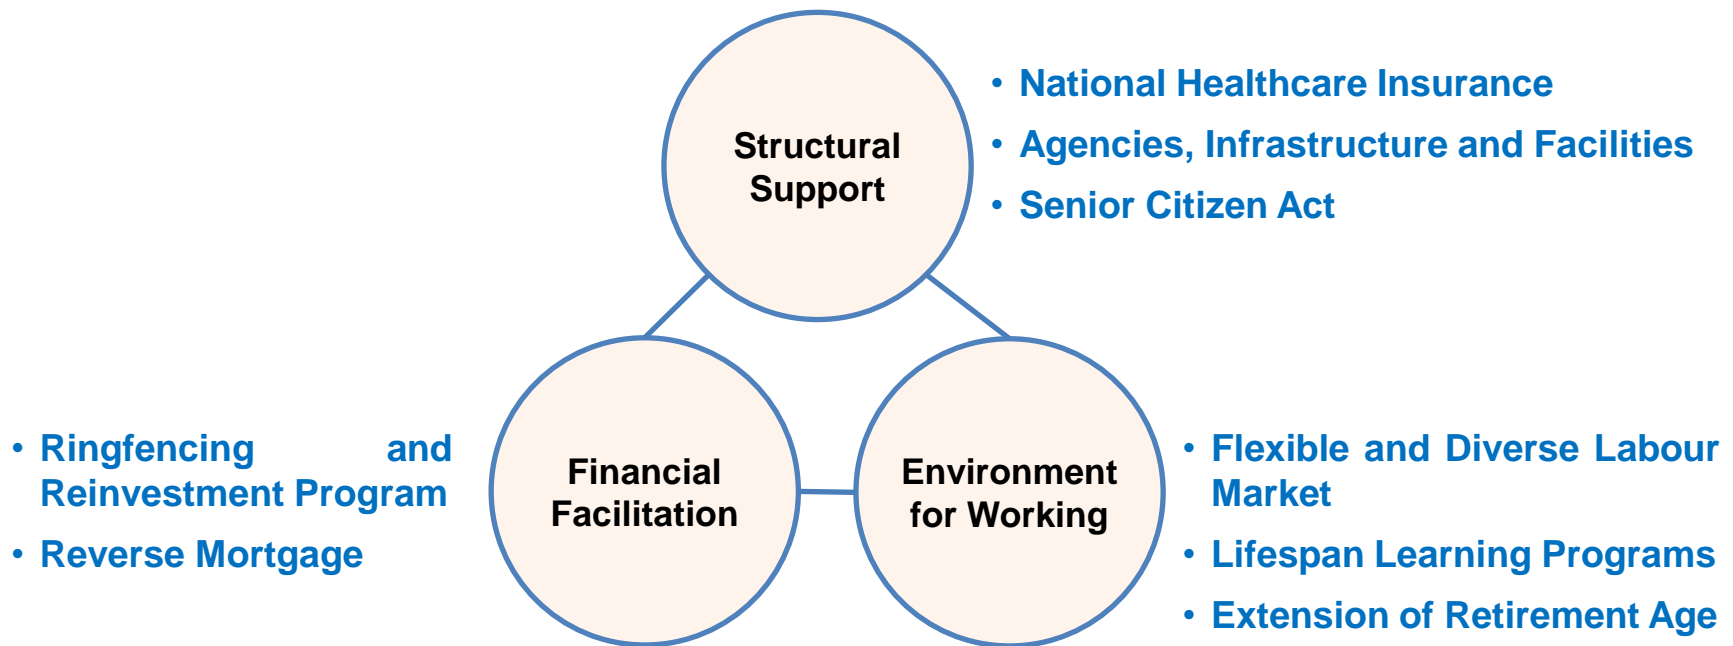 Structural
Support
• National Healthcare Insurance
• Agencies, Infrastructure and Facilities
• Senior Citizen Act
• Ringfencing and
Reinvestment Program
• Reverse Mortgage
Financial
Facilitation
Environment
for Working
• Flexible and Diverse Labour
Market
• Lifespan Learning Programs
• Extension of Retirement Age